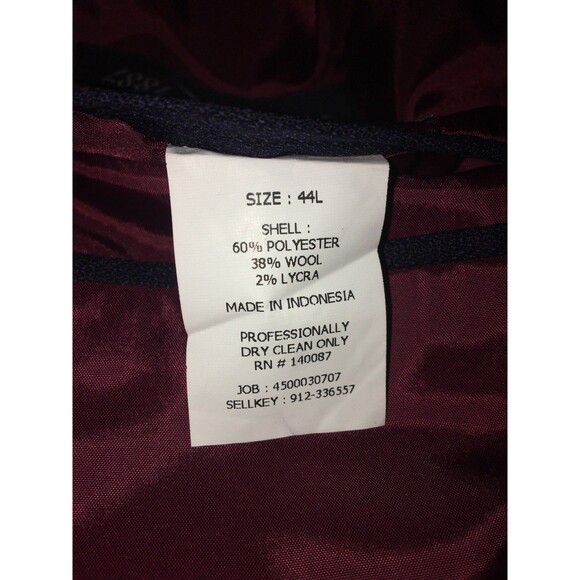 SIZE : 44L
SHELL :
60% POLYESTER
38% WOOL
2% LYCRA
MADE IN INDONESIA
PROFESSIONALLY
DRY CLEAN ONLY
RN # 140087
JOB : 4500030707
SELLKEY : 912-336557